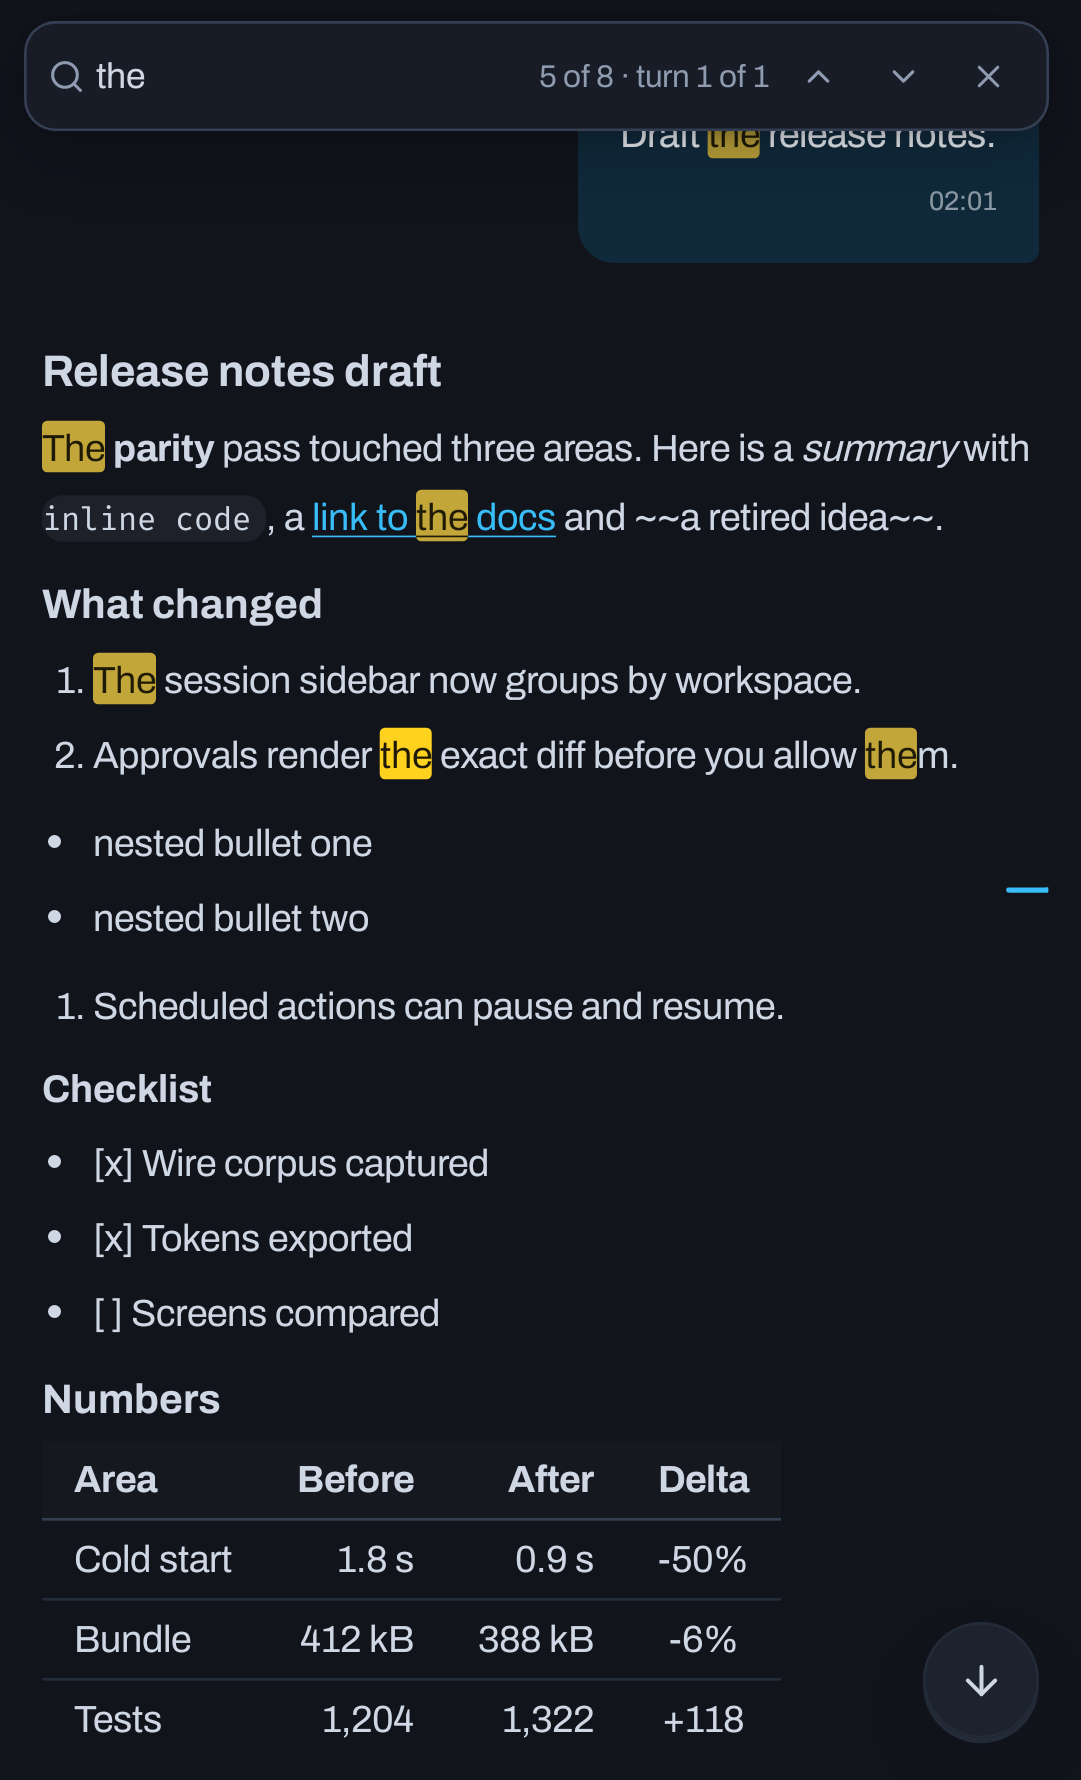 the 5 of 8 · turn 1 of 1
Draft the release notes.
02:01
Release notes draft
The parity pass touched three areas. Here is a summary with
inline code , a link to the docs and ~~a retired idea~~.
What changed
1. The session sidebar now groups by workspace.
2. Approvals render the exact diff before you allow them.
• nested bullet one
• nested bullet two
1. Scheduled actions can pause and resume.
Checklist
• [x] Wire corpus captured
• [x] Tokens exported
• [ ] Screens compared
Numbers
Area Before After Delta
Cold start 1.8 s 0.9 s -50%
Bundle 412 kB 388 kB -6%
Tests 1,204 1,322 +118